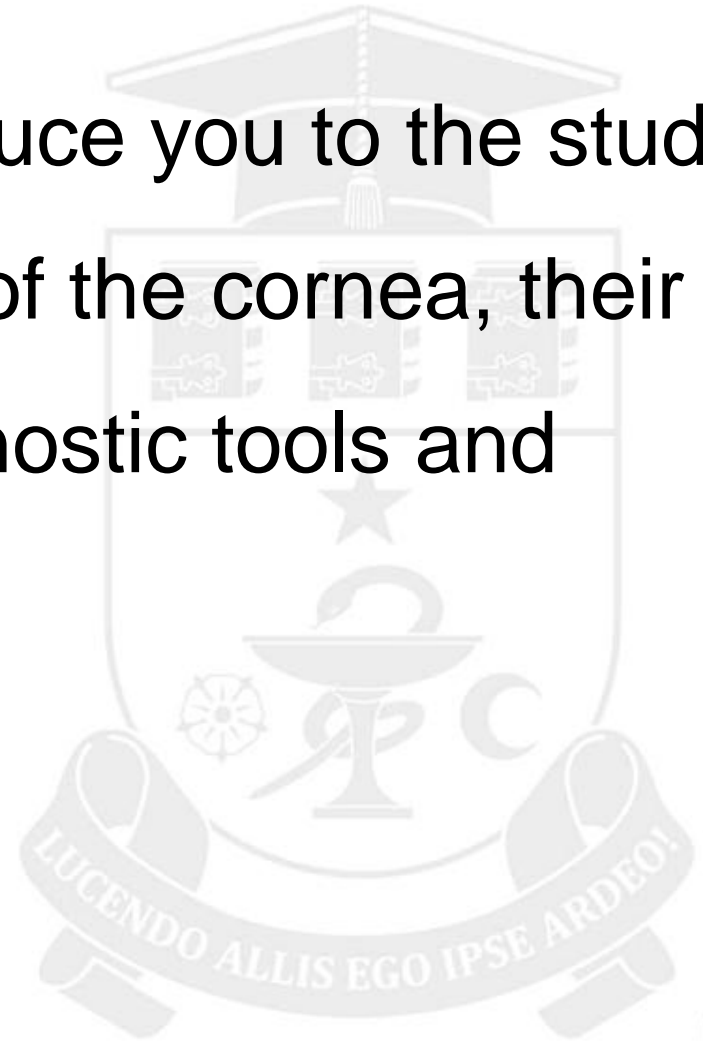 uce you to the stud
of the cornea, their
nostic tools and
LUCENDO ALLIS EGO IPSE ARDEO!